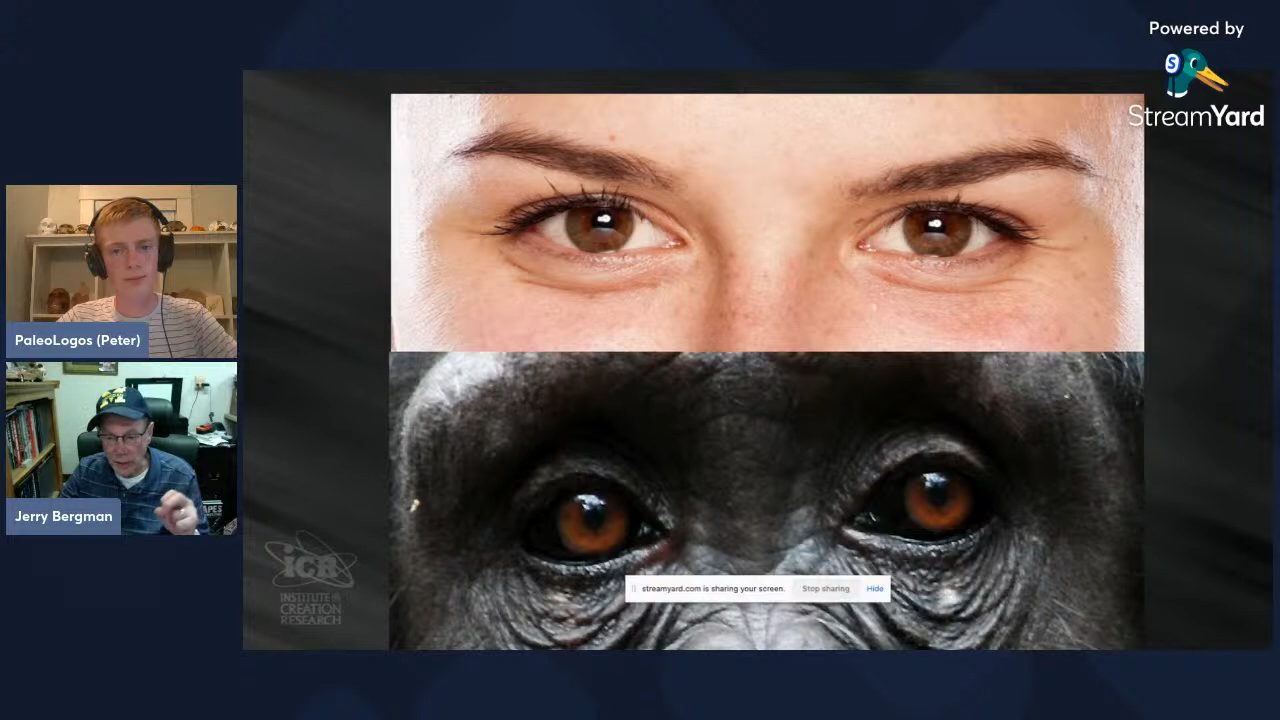 Powered by
StreamYard
PaleoLogos (Peter)
Jerry Bergman
iCR
INSTITUTE for
CREATION
RESEARCH
streamyard.com is sharing your screen.
Stop sharing
Hide